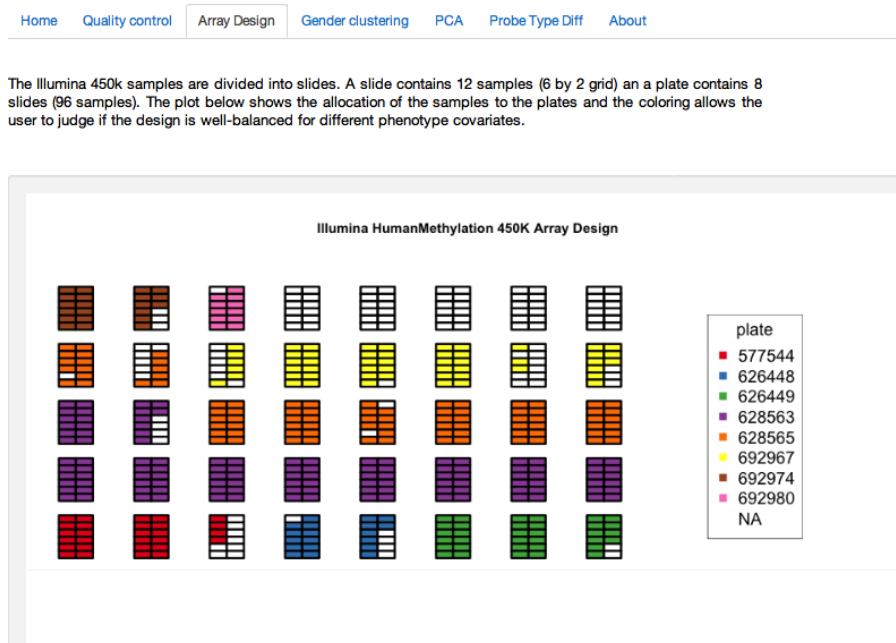 Home Quality control Array Design Gender clustering PCA Probe Type Diff About
The Illumina 450k samples are divided into slides. A slide contains 12 samples (6 by 2 grid) an a plate contains 8
slides (96 samples). The plot below shows the allocation of the samples to the plates and the coloring allows the
user to judge if the design is well-balanced for different phenotype covariates.
Illumina HumanMethylation 450K Array Design
plate
577544
626448
626449
628563
628565
692967
692974
692980
NA